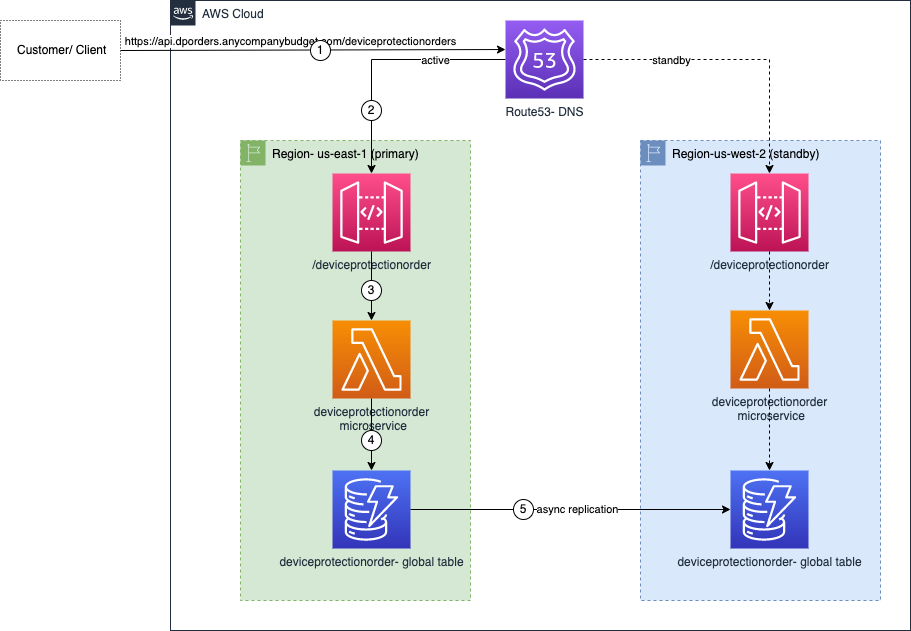 aws
AWS Cloud
Customer/ Client
https://api.dporders.anycompanybudget.com/deviceprotectionorders
1
53
active
standby
Route53- DNS
2
Region- us-east-1 (primary)
Region-us-west-2 (standby)
</>
</>
/deviceprotectionorder
/deviceprotectionorder
3
deviceprotectionorder
microservice
deviceprotectionorder
microservice
4
5
async replication
deviceprotectionorder- global table
deviceprotectionorder- global table